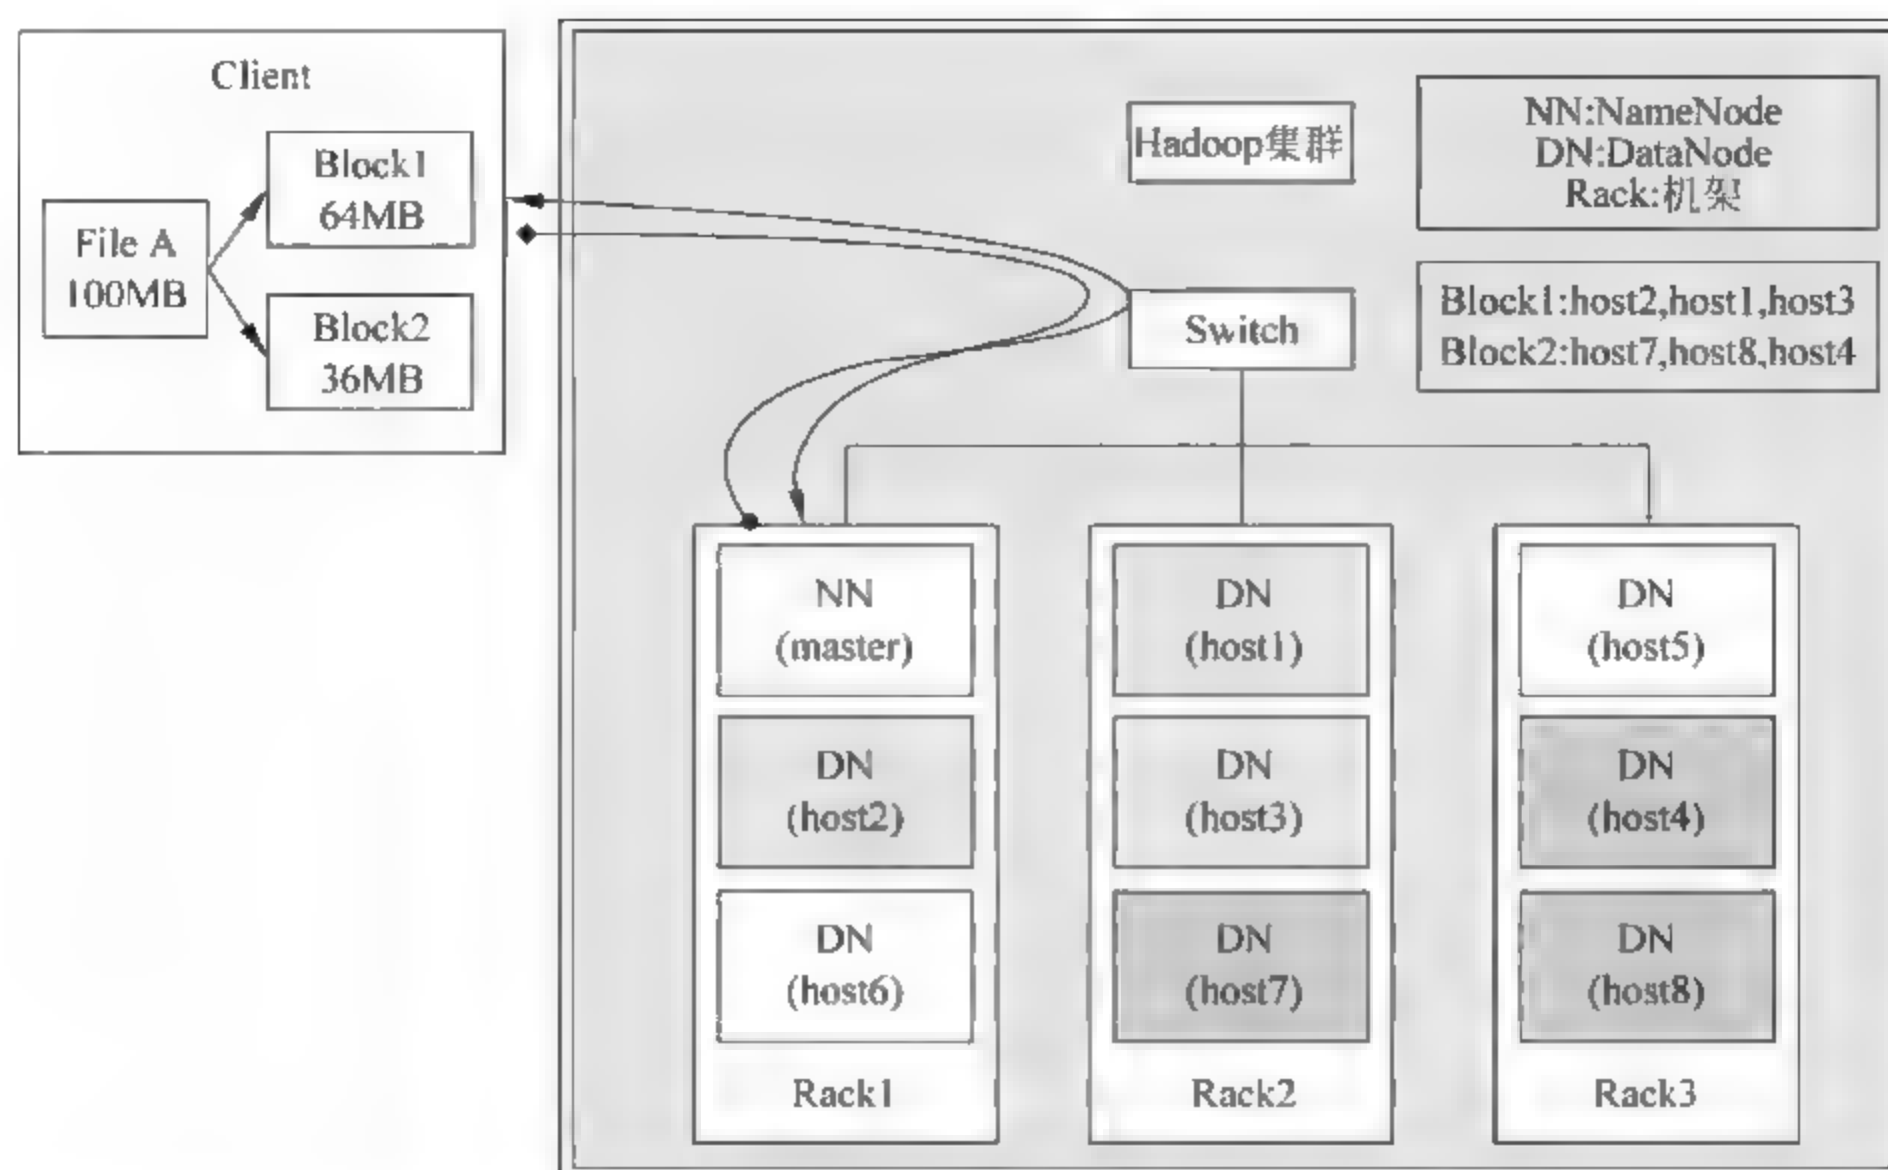 Client
File A
100MB
Block1
64MB
Block2
36MB
Hadoop集群
NN:NameNode
DN:DataNode
Rack:机架
Block1:host2,host1,host3
Block2:host7,host8,host4
Switch
NN
(master)
DN
(host2)
DN
(host6)
Rack1
DN
(host1)
DN
(host3)
DN
(host7)
Rack2
DN
(host5)
DN
(host4)
DN
(host8)
Rack3